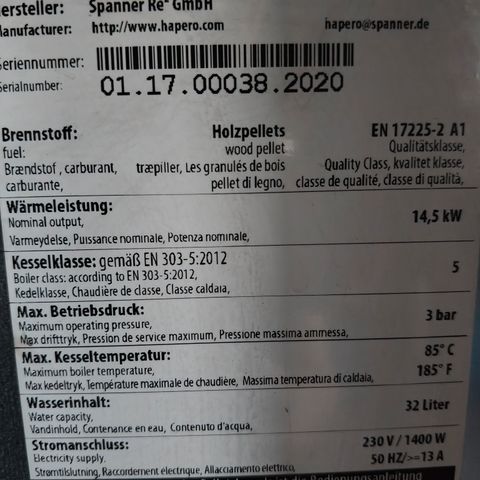 Hersteller: Spanner Re² GmbH
Manufacturer: http://www.hapero.com hapero@spanner.de
Seriennummer:
Serialnumber: 01.17.00038.2020
Brennstoff: Holzpellets EN 17225-2 A1
fuel: wood pellet Qualitätsklasse,
Brændstof , carburant, træpiller, Les granulés de bois Quality Class, kvalitet klasse,
carburante, pellet di legno, classe de qualité, classe di qualità,
Wärmeleistung: 14,5 kW
Nominal output,
Varmeydelse, Puissance nominale, Potenza nominale,
Kesselklasse: gemäß EN 303-5:2012 5
Boiler class: according to EN 303-5:2012,
Kedelklasse, Chaudière de classe, Classe caldaia,
Max. Betriebsdruck: 3 bar
Maximum operating pressure,
Max drifttryk, Pression de service maximum, Pressione massima ammessa,
Max. Kesseltemperatur: 85° C
Maximum boiler temperature, 185° F
Max kedeltryk, Température maximale de chaudière, Massima temperatura di caldaia,
Wasserinhalt: 32 Liter
Water capacity,
Vandinhold, Contenance en eau, Contenuto d'acqua,
Stromanschluss: 230 V / 1400 W
Electricity supply. 50 HZ/>=13 A
Strømtilslutning, Raccordement electrique, Allacciamento elettrico,
ist die Bedienungsanleitung